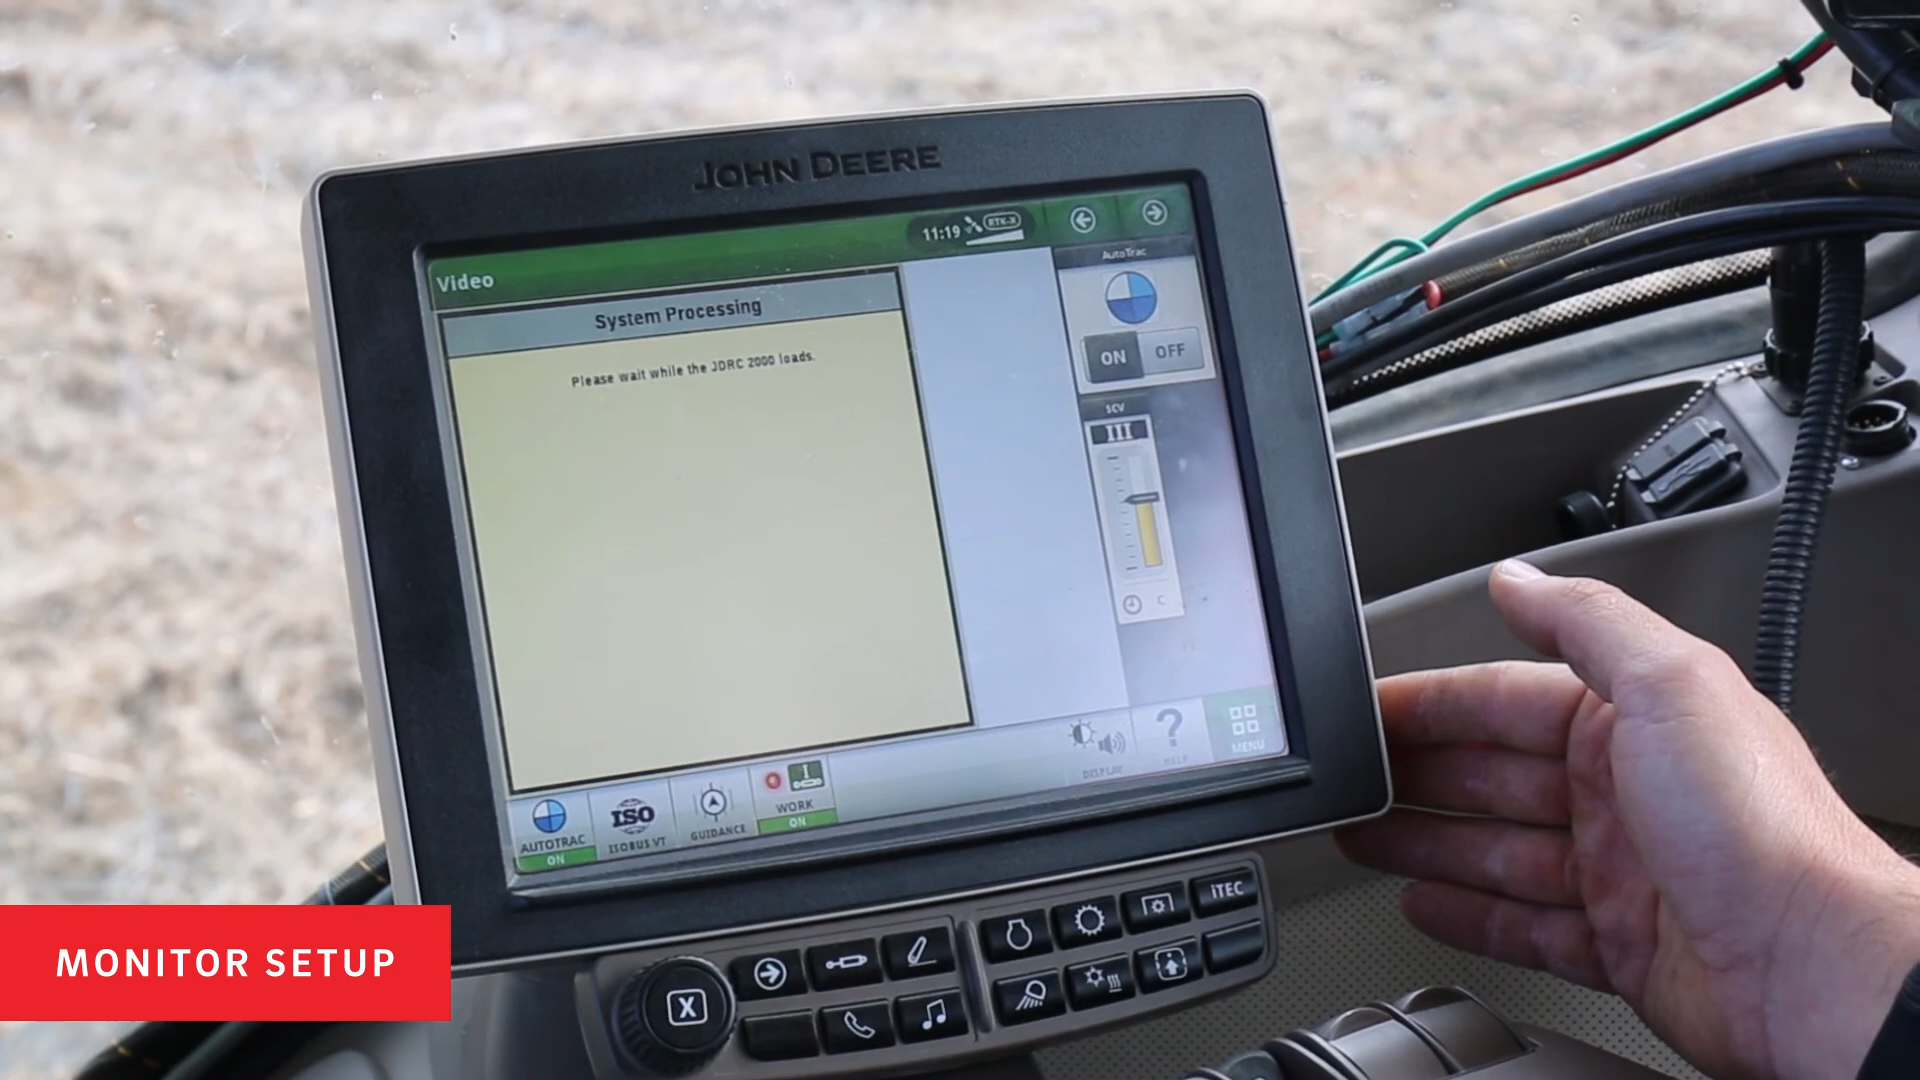 JOHN DEERE
11:19
RTK-X
Video
AutoTrac
System Processing
Please wait while the JDRC 2000 loads.
ON
OFF
SCV
III
C
DISPLAY
HELP
MENU
AUTOTRAC
ON
ISO
ISOBUS VT
GUIDANCE
I
WORK
ON
iTEC
X
MONITOR SETUP